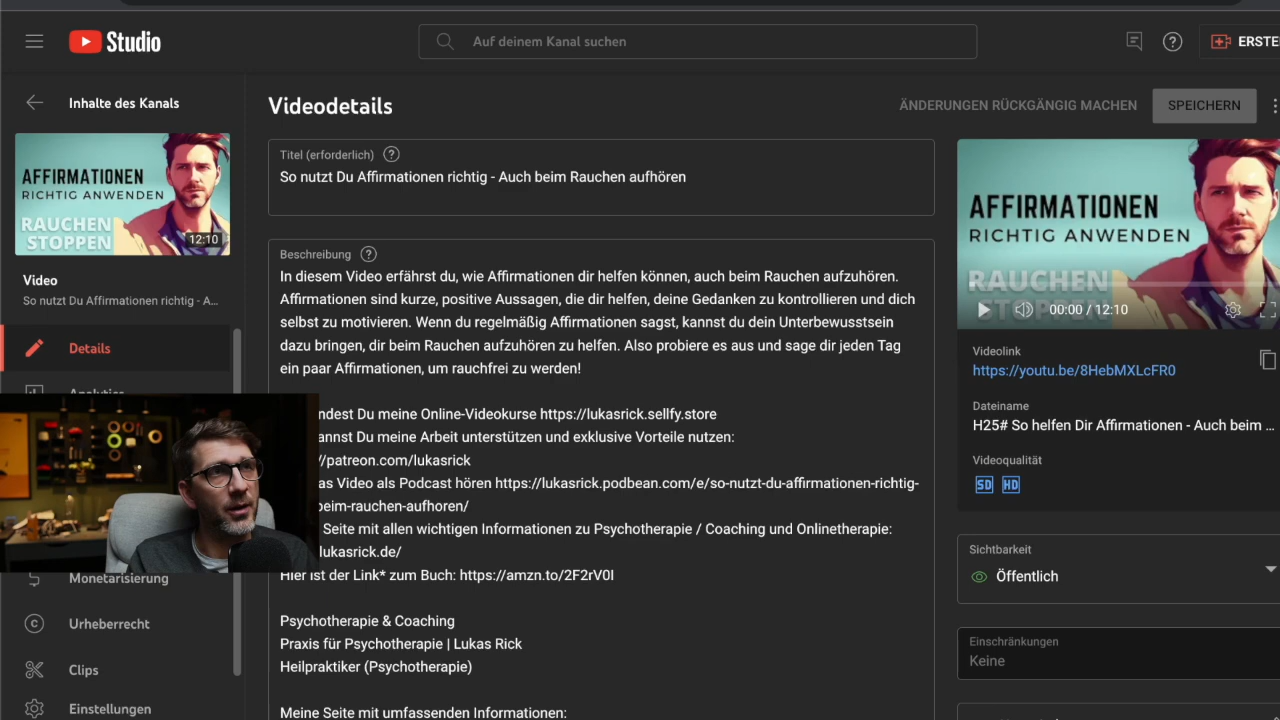 Studio
Auf deinem Kanal suchen
ERSTE
Inhalte des Kanals
AFFIRMATIONEN
RICHTIG ANWENDEN
RAUCHEN
STOPPEN
12:10
Video
So nutzt Du Affirmationen richtig - A...
Details
Analytics
Monetarisierung
Urheberrecht
Clips
Einstellungen
Videodetails
ÄNDERUNGEN RÜCKGÄNGIG MACHEN
SPEICHERN
Titel (erforderlich)
So nutzt Du Affirmationen richtig - Auch beim Rauchen aufhören
Beschreibung
In diesem Video erfährst du, wie Affirmationen dir helfen können, auch beim Rauchen aufzuhören.
Affirmationen sind kurze, positive Aussagen, die dir helfen, deine Gedanken zu kontrollieren und dich
selbst zu motivieren. Wenn du regelmäßig Affirmationen sagst, kannst du dein Unterbewusstsein
dazu bringen, dir beim Rauchen aufzuhören zu helfen. Also probiere es aus und sage dir jeden Tag
ein paar Affirmationen, um rauchfrei zu werden!
ndest Du meine Online-Videokurse https://lukasrick.sellfy.store
annst Du meine Arbeit unterstützen und exklusive Vorteile nutzen:
//patreon.com/lukasrick
as Video als Podcast hören https://lukasrick.podbean.com/e/so-nutzt-du-affirmationen-richtig-
beim-rauchen-aufhoren/
Seite mit allen wichtigen Informationen zu Psychotherapie / Coaching und Onlinetherapie:
lukasrick.de/
Hier ist der Link* zum Buch: https://amzn.to/2F2rV0I
Psychotherapie & Coaching
Praxis für Psychotherapie | Lukas Rick
Heilpraktiker (Psychotherapie)
Meine Seite mit umfassenden Informationen:
AFFIRMATIONEN
RICHTIG ANWENDEN
RAUCHEN
00:00 / 12:10
Videolink
https://youtu.be/8HebMXLcFR0
Dateiname
H25# So helfen Dir Affirmationen - Auch beim ...
Videoqualität
SD HD
Sichtbarkeit
Öffentlich
Einschränkungen
Keine